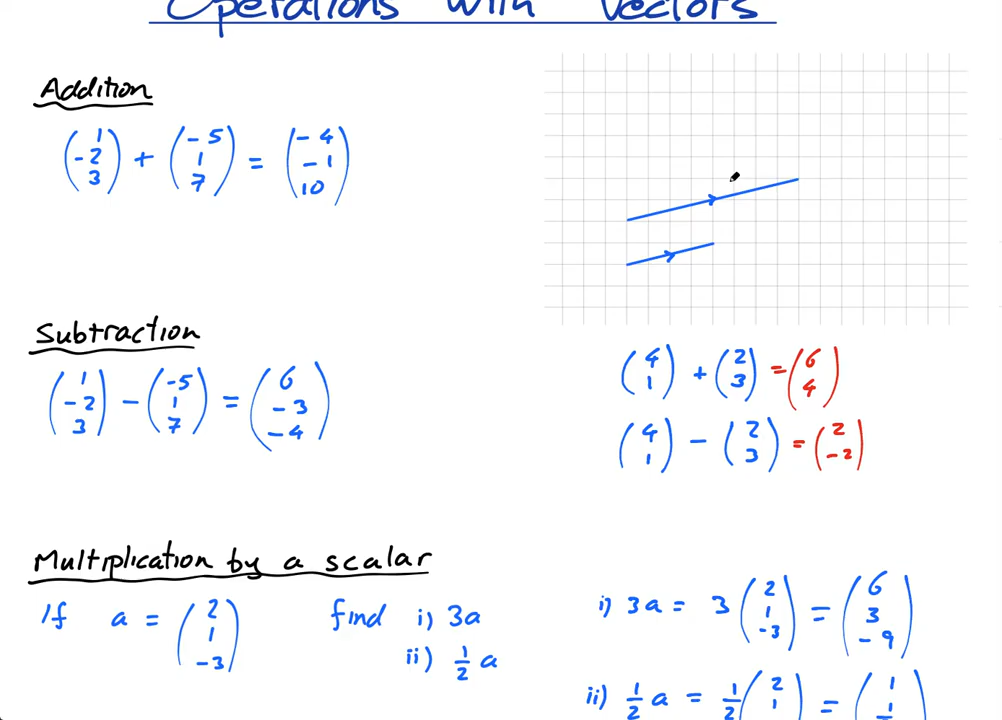 Operations with Vectors
Addition
( 1 -2 3 ) + ( -5 1 7 ) = ( -4 -1 10 )
Subtraction
( 1 -2 3 ) - ( -5 1 7 ) = ( 6 -3 -4 )
( 4 1 ) + ( 2 3 ) = ( 6 4 )
( 4 1 ) - ( 2 3 ) = ( 2 -2 )
Multiplication by a scalar
If a = ( 2 1 -3 ) find i) 3a
ii) 1/2 a
i) 3a = 3 ( 2 1 -3 ) = ( 6 3 -9 )
ii) 1/2 a = 1/2 ( 2 1 = ( 1 1/2